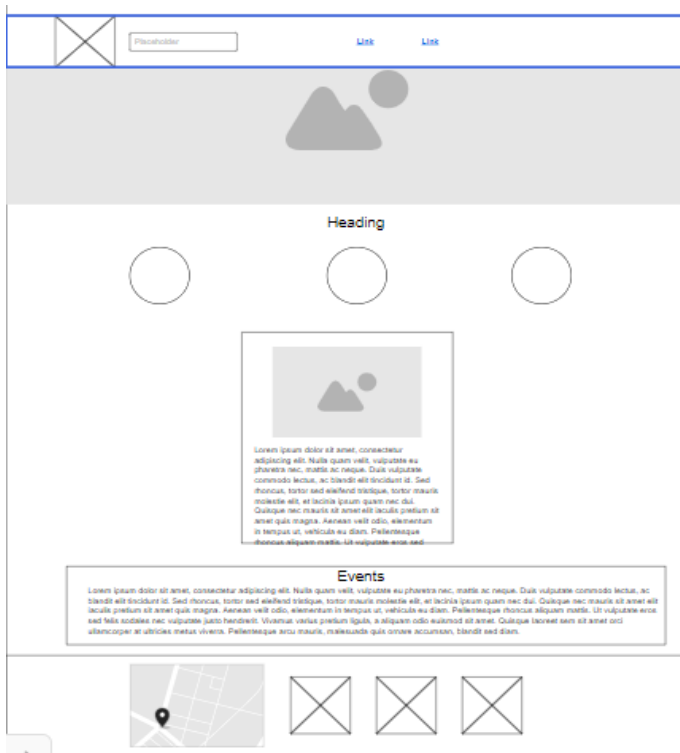 Placeholder
Link
Link
Heading
Lorem ipsum dolor sit amet, consectetur
adipiscing elit. Nulla quam velit, vulputate eu
pharetra nec, mattis ac neque. Duis vulputate
commodo lectus, ac blandit elit tincidunt id. Sed
rhoncus, tortor sed eleifend tristique, tortor mauris
molestie elit, et lacinia ipsum quam nec dui.
Quisque nec mauris sit amet elit iaculis pretium sit
amet quis magna. Aenean velit odio, elementum
in tempus ut, vehicula eu diam. Pellentesque
rhoncus aliquam mattis. Ut vulputate eros sed
Events
Lorem ipsum dolor sit amet, consectetur adipiscing elit. Nulla quam velit, vulputate eu pharetra nec, mattis ac neque. Duis vulputate commodo lectus, ac
blandit elit tincidunt id. Sed rhoncus, tortor sed eleifend tristique, tortor mauris molestie elit, et lacinia ipsum quam nec dui. Quisque nec mauris sit amet elit
iaculis pretium sit amet quis magna. Aenean velit odio, elementum in tempus ut, vehicula eu diam. Pellentesque rhoncus aliquam mattis. Ut vulputate eros
sed felis sodales nec vulputate justo hendrerit. Vivamus varius pretium ligula, a aliquam odio euismod sit amet. Quisque laoreet sem sit amet orci
ullamcorper at ultricies metus viverra. Pellentesque arcu mauris, malesuada quis ornare accumsan, blandit sed diam.